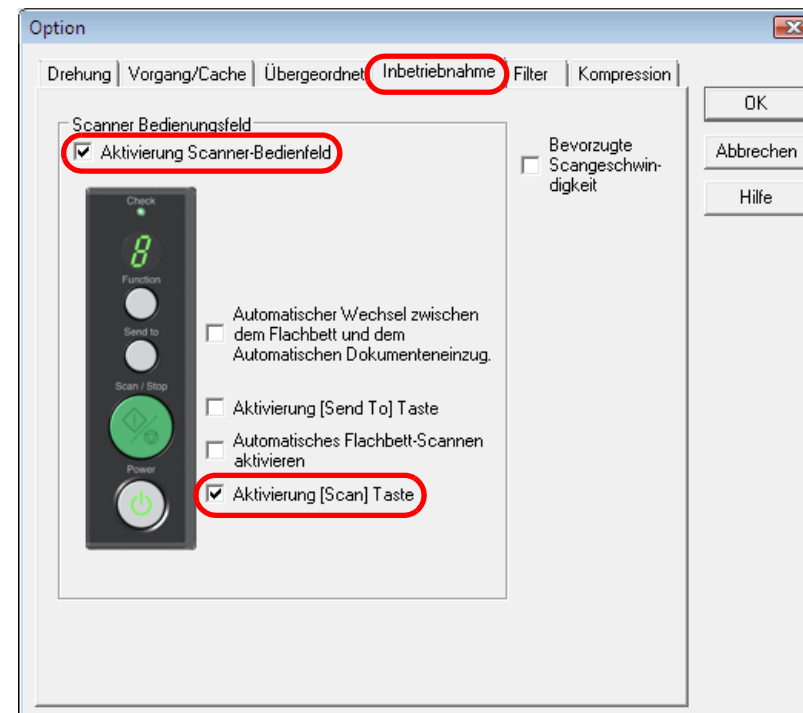 Option
Drehung Vorgang/Cache Übergeordnet Inbetriebnahme Filter Kompression
OK
Abbrechen
Hilfe
Scanner Bedienungsfeld
Aktivierung Scanner-Bedienfeld
Bevorzugte
Scangeschwin-
digkeit
Check
8
Function
Send to
Scan / Stop
Power
Automatischer Wechsel zwischen
dem Flachbett und dem
Automatischen Dokumenteneinzug.
Aktivierung [Send To] Taste
Automatisches Flachbett-Scannen
aktivieren
Aktivierung [Scan] Taste